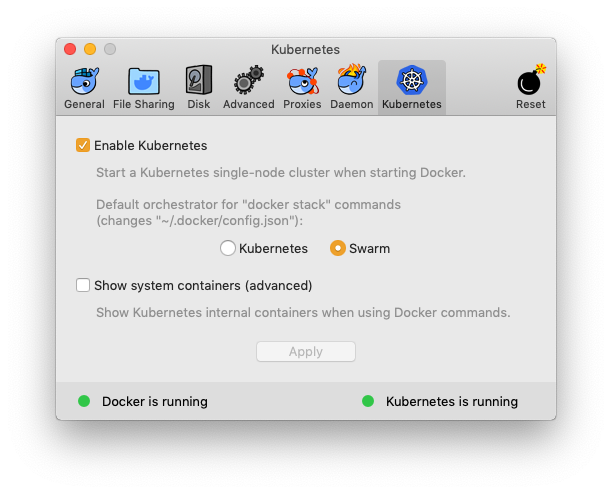 Kubernetes
General
File Sharing
Disk
Advanced
Proxies
Daemon
Kubernetes
Reset
Enable Kubernetes
Start a Kubernetes single-node cluster when starting Docker.
Default orchestrator for "docker stack" commands
(changes "~/.docker/config.json"):
Kubernetes
Swarm
Show system containers (advanced)
Show Kubernetes internal containers when using Docker commands.
Apply
Docker is running
Kubernetes is running